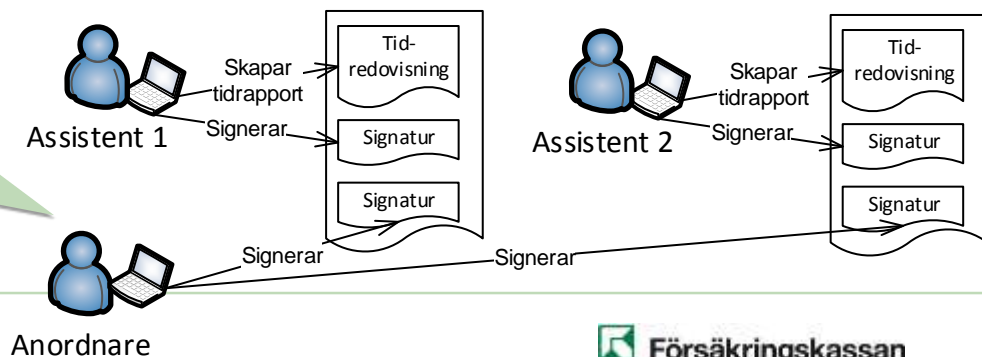 Tid-
redovisning
Skapar
tidrapport
Signerar
Signatur
Assistent 1
Signatur
Tid-
redovisning
Skapar
tidrapport
Signerar
Signatur
Assistent 2
Signatur
Signerar
Signerar
Anordnare
Försäkringskassan